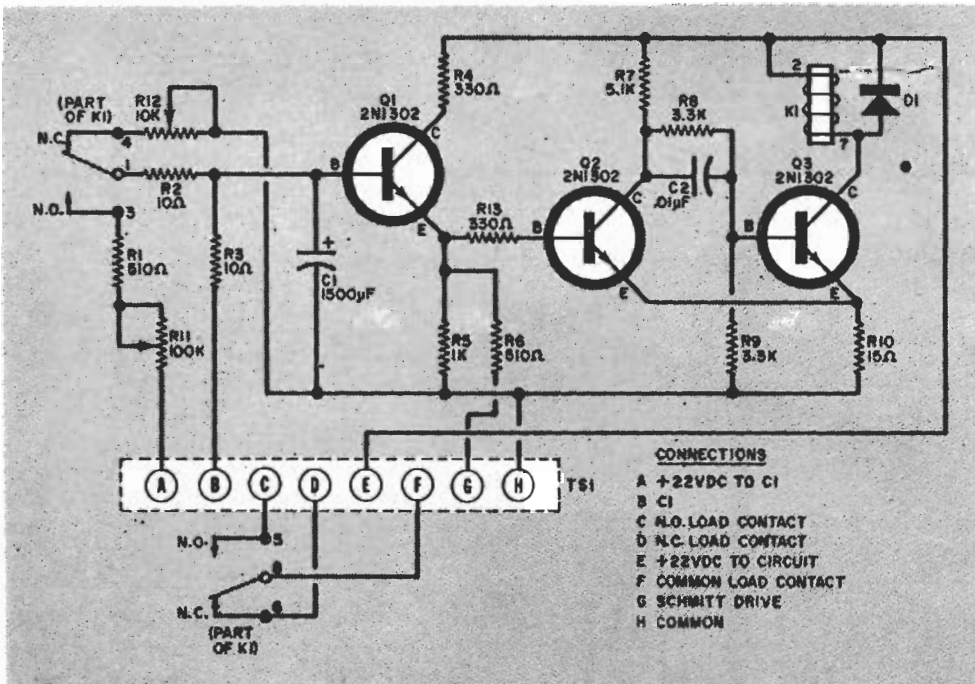 (PART
OF K1)
N.C.
4
R12
10K
1
R2
10Ω
N.O.
3
R1
510Ω
R11
100K
R3
10Ω
B
Q1
2N1302
C
E
+
C1
1500µF
-
R4
330Ω
R13
330Ω
R5
1K
R6
510Ω
B
Q2
2N1302
C
E
R7
5.1K
R8
3.3K
C2
.01µF
R9
3.3K
B
Q3
2N1302
C
E
R10
15Ω
2
K1
7
D1
A
B
C
D
E
F
G
H
TS1
N.O.
5
8
N.C.
6
(PART
OF K1)
CONNECTIONS
A +22VDC TO C1
B C1
C N.O. LOAD CONTACT
D N.C. LOAD CONTACT
E +22VDC TO CIRCUIT
F COMMON LOAD CONTACT
G SCHMITT DRIVE
H COMMON